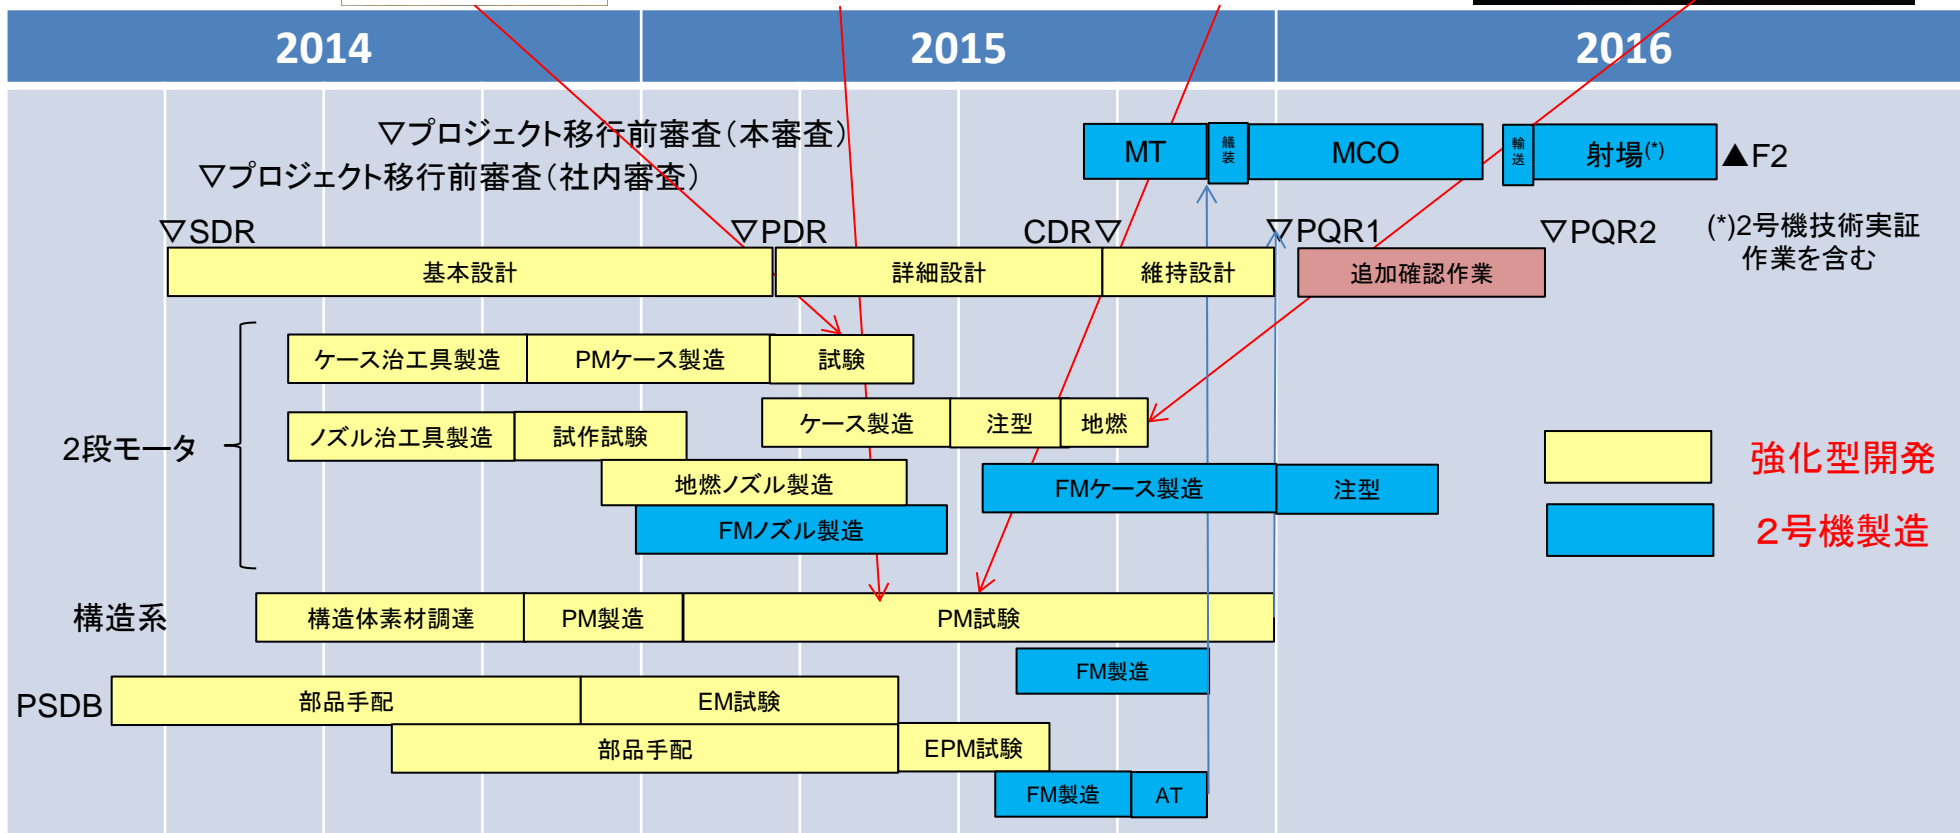 2014 2015 2016
▽プロジェクト移行前審査(本審査)
▽プロジェクト移行前審査(社内審査)
MT 艤装 MCO 輸送 射場(*) ▲F2
▽SDR ▽PDR CDR▽ ▽PQR1 ▽PQR2
(*)2号機技術実証
作業を含む
基本設計 詳細設計 維持設計 追加確認作業
2段モータ
ケース治工具製造 PMケース製造 試験
ケース製造 注型 地燃
ノズル治工具製造 試作試験
地燃ノズル製造
FMケース製造 注型
FMノズル製造
強化型開発
2号機製造
構造系
構造体素材調達 PM製造 PM試験
FM製造
PSDB
部品手配 EM試験
部品手配 EPM試験
FM製造 AT